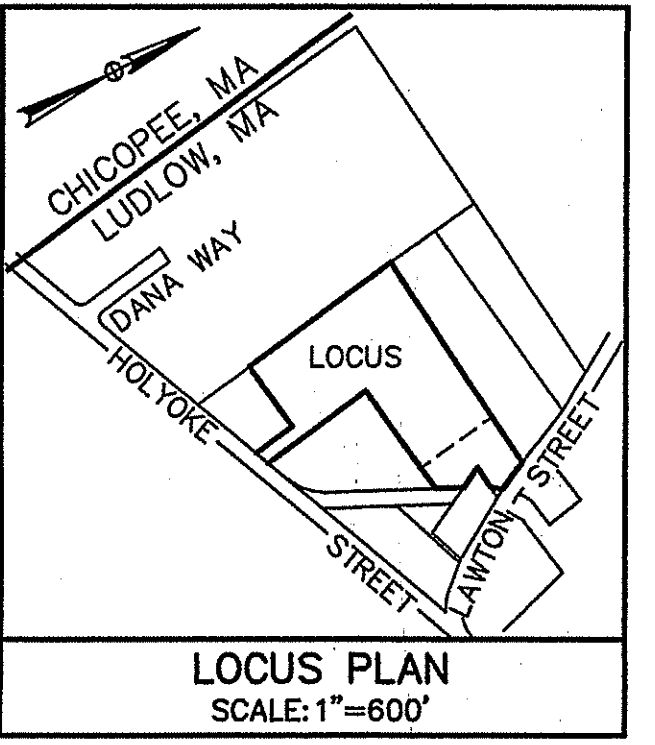 CHICOPEE, MA
LUDLOW, MA
DANA WAY
HOLYOKE
LOCUS
STREET
LAWTON STREET
LOCUS PLAN
SCALE: 1"=600'